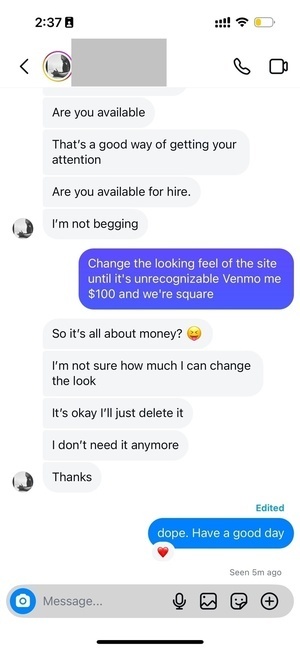 2:37
Are you available
That's a good way of getting your
attention
Are you available for hire.
I'm not begging
Change the looking feel of the site
until it's unrecognizable Venmo me
$100 and we're square
So it's all about money? 😝
I'm not sure how much I can change
the look
It's okay I'll just delete it
I don't need it anymore
Thanks
Edited
dope. Have a good day
Seen 5m ago
Message...